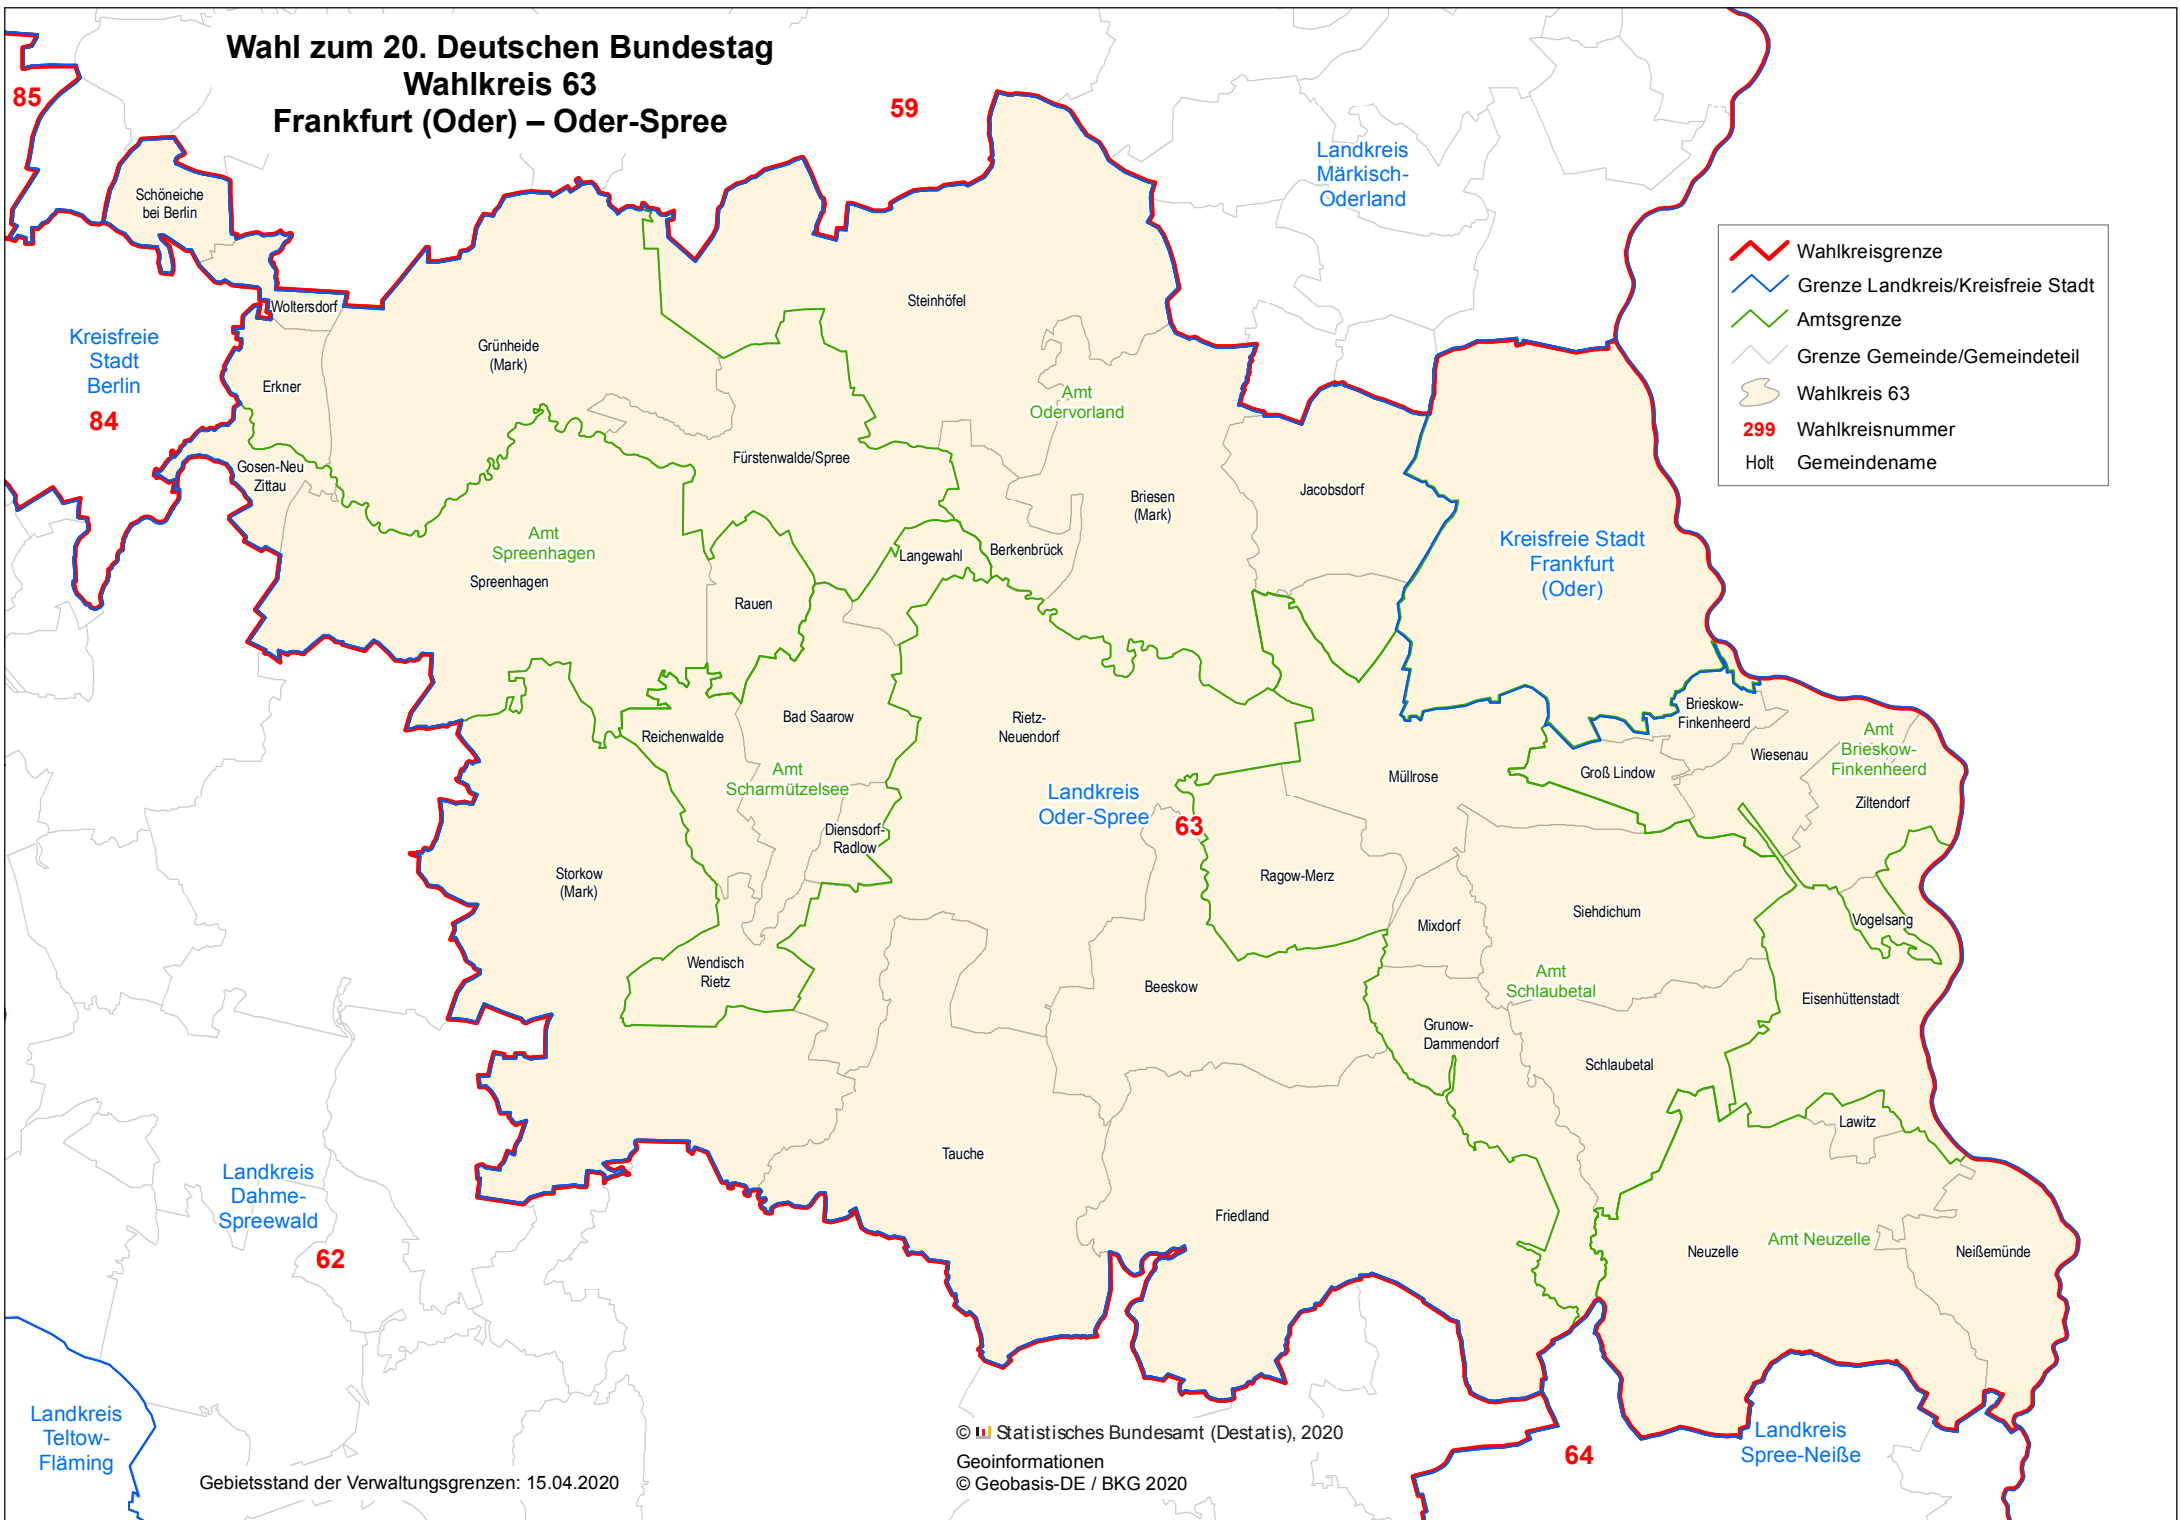 Wahl zum 20. Deutschen Bundestag
Wahlkreis 63
Frankfurt (Oder) – Oder-Spree
85
59
Landkreis
Märkisch-
Oderland
Schöneiche
bei Berlin
Wahlkreisgrenze
Grenze Landkreis/Kreisfreie Stadt
Amtsgrenze
Grenze Gemeinde/Gemeindeteil
Wahlkreis 63
299 Wahlkreisnummer
Holt Gemeindename
Woltersdorf
Steinhöfel
Kreisfreie
Stadt
Berlin
84
Grünheide
(Mark)
Erkner
Amt
Odervorland
Gosen-Neu
Zittau
Fürstenwalde/Spree
Briesen
(Mark)
Jacobsdorf
Amt
Spreenhagen
Spreenhagen
Langewahl
Berkenbrück
Kreisfreie Stadt
Frankfurt
(Oder)
Rauen
Bad Saarow
Reichenwalde
Rietz-
Neuendorf
Brieskow-
Finkenheerd
Wiesenau
Amt
Brieskow-
Finkenheerd
Amt
Scharmützelsee
Landkreis
Oder-Spree
63
Müllrose
Groß Lindow
Ziltendorf
Diensdorf-
Radlow
Storkow
(Mark)
Ragow-Merz
Mixdorf
Siehdichum
Vogelsang
Wendisch
Rietz
Beeskow
Amt
Schlaubetal
Eisenhüttenstadt
Grunow-
Dammendorf
Schlaubetal
Lawitz
Tauche
Landkreis
Dahme-
Spreewald
62
Friedland
Neuzelle
Amt Neuzelle
Neißemünde
Landkreis
Teltow-
Fläming
Landkreis
Spree-Neiße
64
© Statistisches Bundesamt (Destatis), 2020
Geoinformationen
© Geobasis-DE / BKG 2020
Gebietsstand der Verwaltungsgrenzen: 15.04.2020